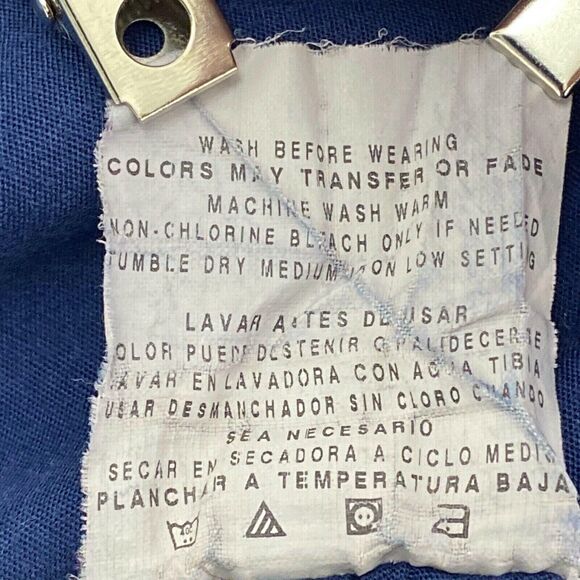 WASH BEFORE WEARING
COLORS MAY TRANSFER OR FADE
MACHINE WASH WARM
NON-CHLORINE BLEACH ONLY IF NEEDED
TUMBLE DRY MEDIUM IRON LOW SETTING
LAVAR ANTES DE USAR
COLOR PUEDE DESTENIR O PALIDECERSE
LAVAR EN LAVADORA CON AGUA TIBIA
USAR DESMANCHADOR SIN CLORO CUANDO
SEA NECESARIO
SECAR EN SECADORA A CICLO MEDIO
PLANCHAR A TEMPERATURA BAJA
40